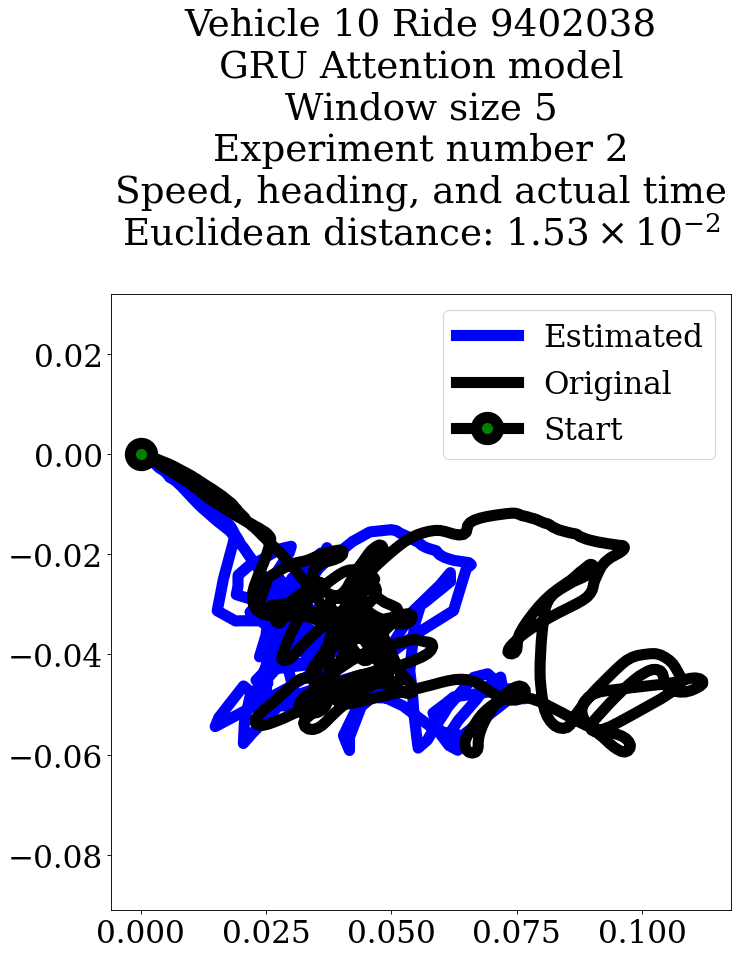 Vehicle 10 Ride 9402038
GRU Attention model
Window size 5
Experiment number 2
Speed, heading, and actual time
Euclidean distance: $1.53 \times 10^{-2}$
Estimated
Original
Start
0.02
0.00
−0.02
−0.04
−0.06
−0.08
0.000 0.025 0.050 0.075 0.100